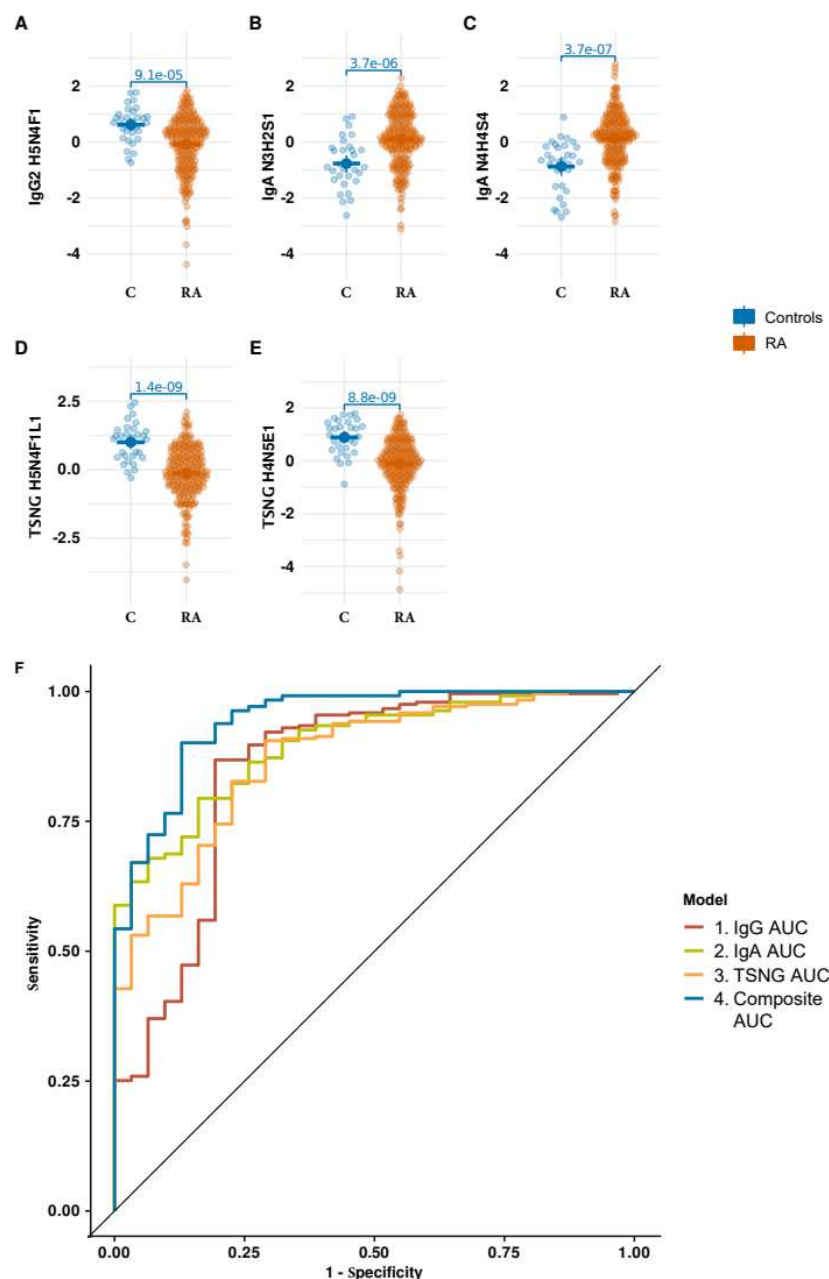 A
9.1e-05
IgG2 H5N4F1
2
0
-2
-4
C RA
B
3.7e-06
IgA N3H2S1
2
0
-2
-4
C RA
C
3.7e-07
IgA N4H4S4
2
0
-2
-4
C RA
Controls
RA
D
1.4e-09
TSNG H5N4F1L1
2.5
0.0
-2.5
C RA
E
8.8e-09
TSNG H4N5E1
2
0
-2
-4
C RA
F
Sensitivity
1.00
0.75
0.50
0.25
0.00
0.00 0.25 0.50 0.75 1.00
1 - Specificity
Model
1. IgG AUC
2. IgA AUC
3. TSNG AUC
4. Composite
AUC